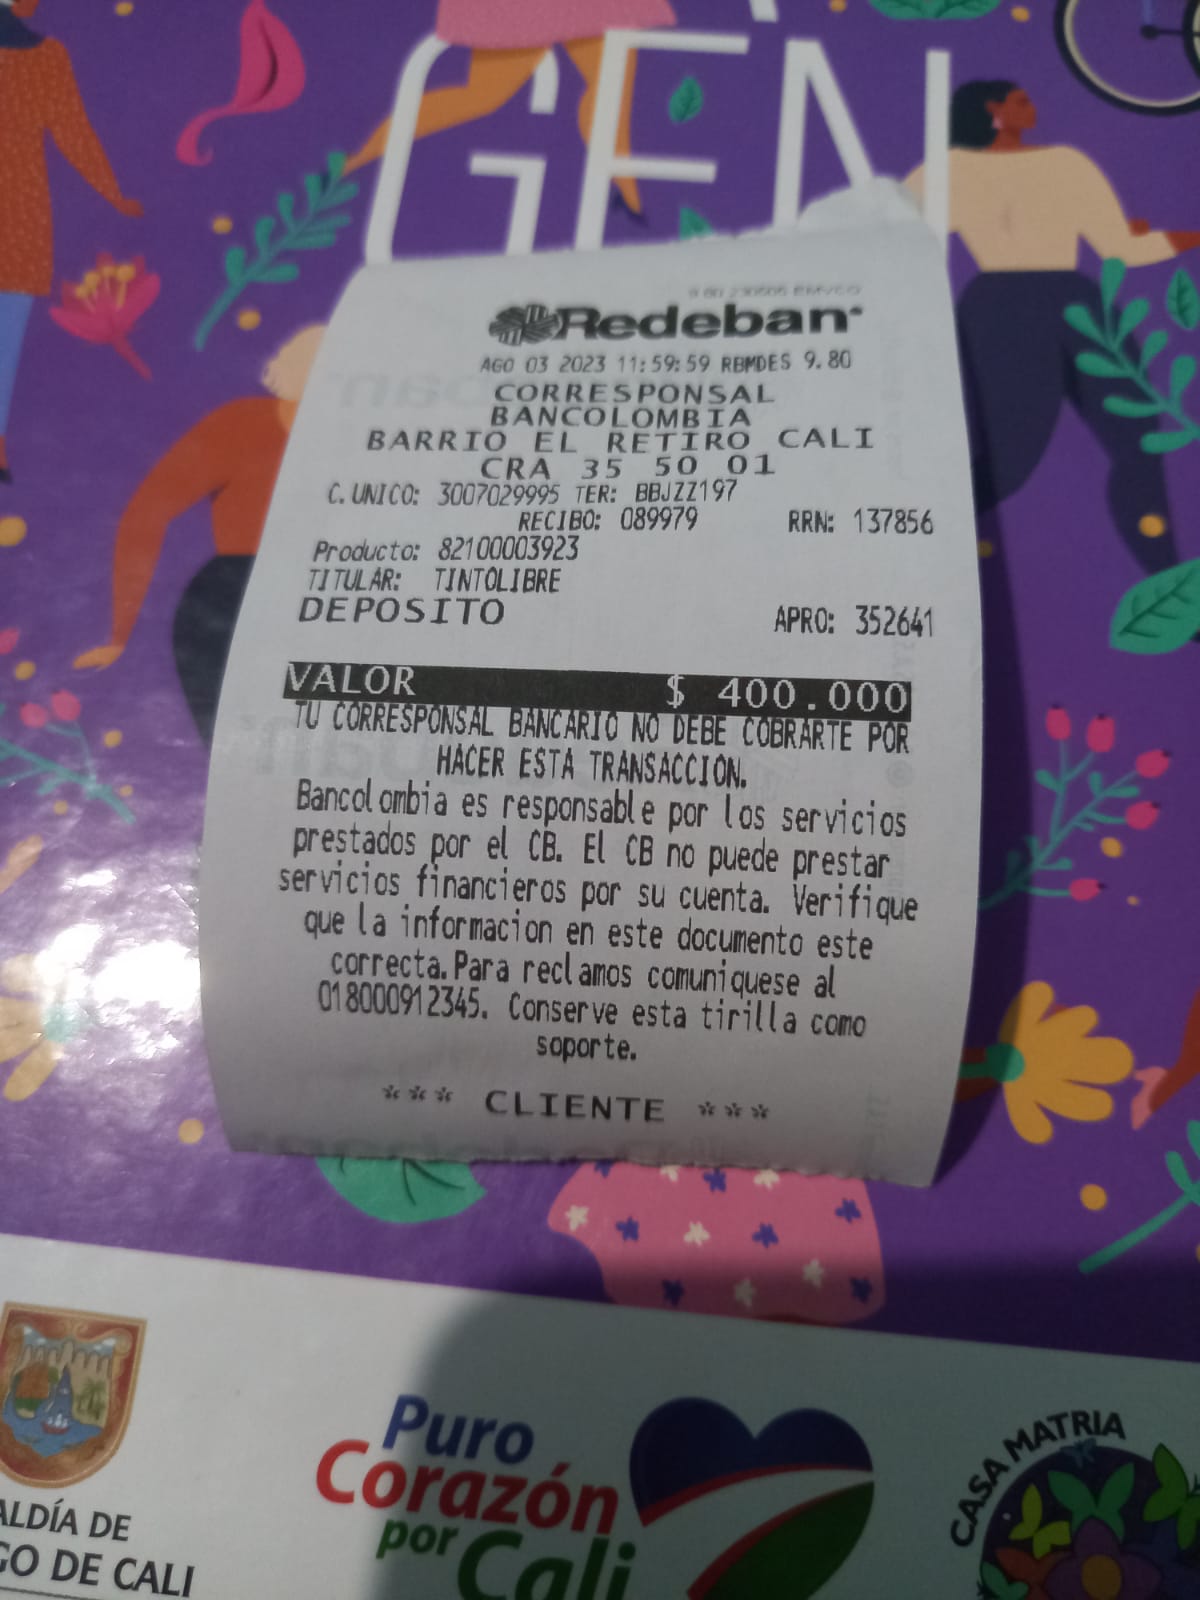 GEN
9.80 230505 EMVCO
Redeban
AGO 03 2023 11:59:59 RBMDES 9.80
CORRESPONSAL
BANCOLOMBIA
BARRIO EL RETIRO CALI
CRA 35 50 01
C. UNICO: 3007029995 TER: BBJZZ197
RECIBO: 089979 RRN: 137856
Producto: 82100003923
TITULAR: TINTOLIBRE
DEPOSITO APRO: 352641
VALOR $ 400.000
TU CORRESPONSAL BANCARIO NO DEBE COBRARTE POR
HACER ESTA TRANSACCION.
Bancolombia es responsable por los servicios
prestados por el CB. El CB no puede prestar
servicios financieros por su cuenta. Verifique
que la informacion en este documento este
correcta. Para reclamos comuniquese al
018000912345. Conserve esta tirilla como
soporte.
*** CLIENTE ***
ALDÍA DE
GO DE CALI
Puro
Corazón
por Cali
CASA MATRIA